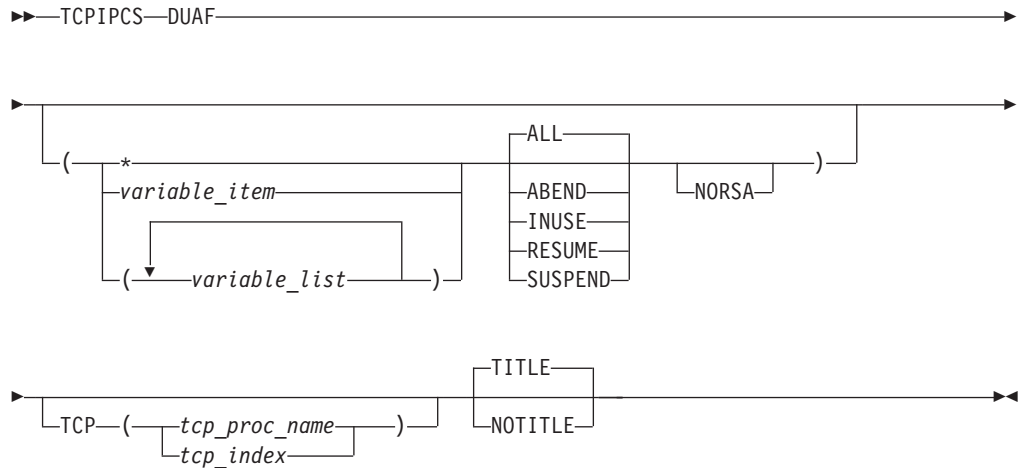 TCPIPCS DUAF
ALL
( * )
variable_item ABEND NORSA
INUSE
RESUME
( variable_list ) SUSPEND
TITLE
TCP ( tcp_proc_name ) NOTITLE
tcp_index